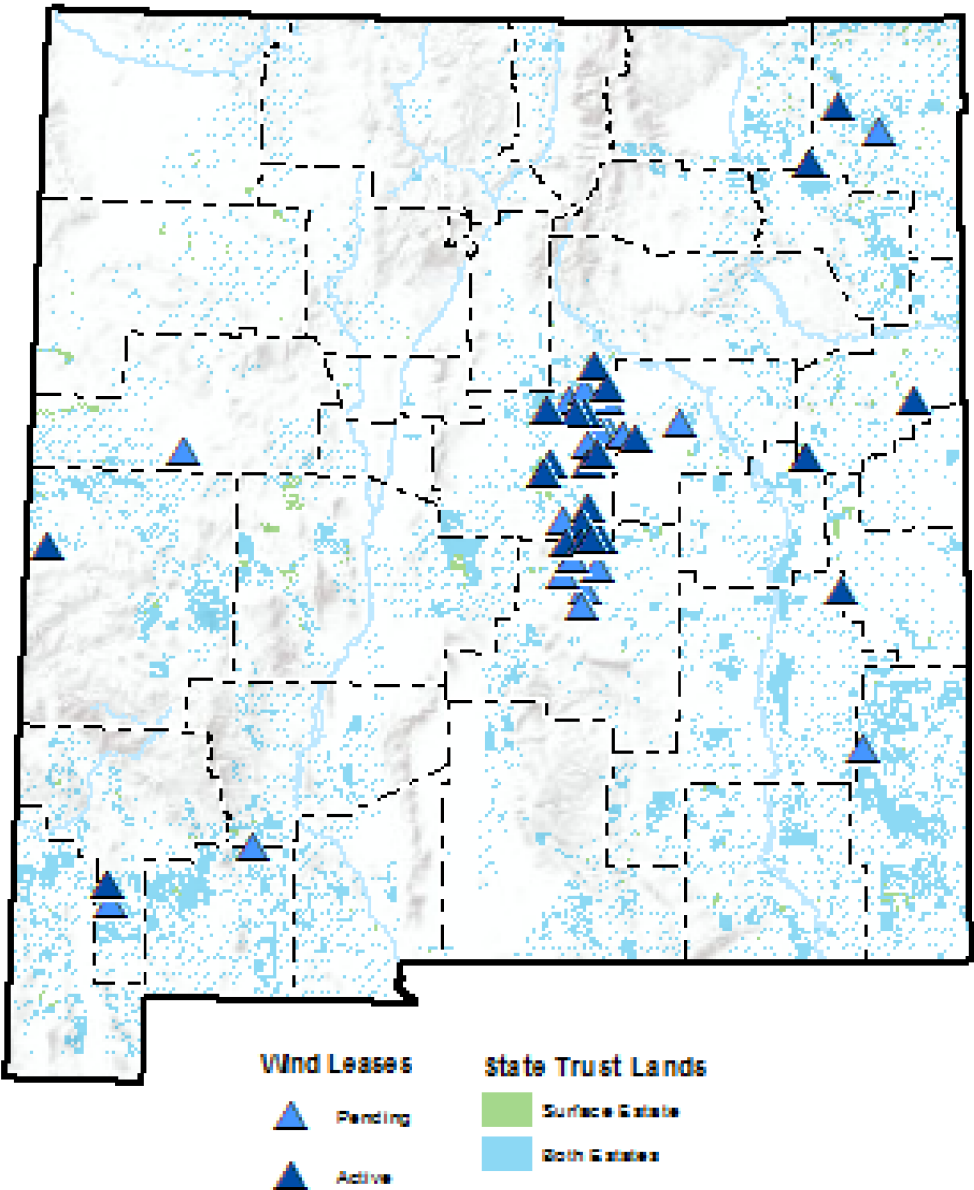 Wind Leases
Pending
Active
State Trust Lands
Surface Estate
Both Estates